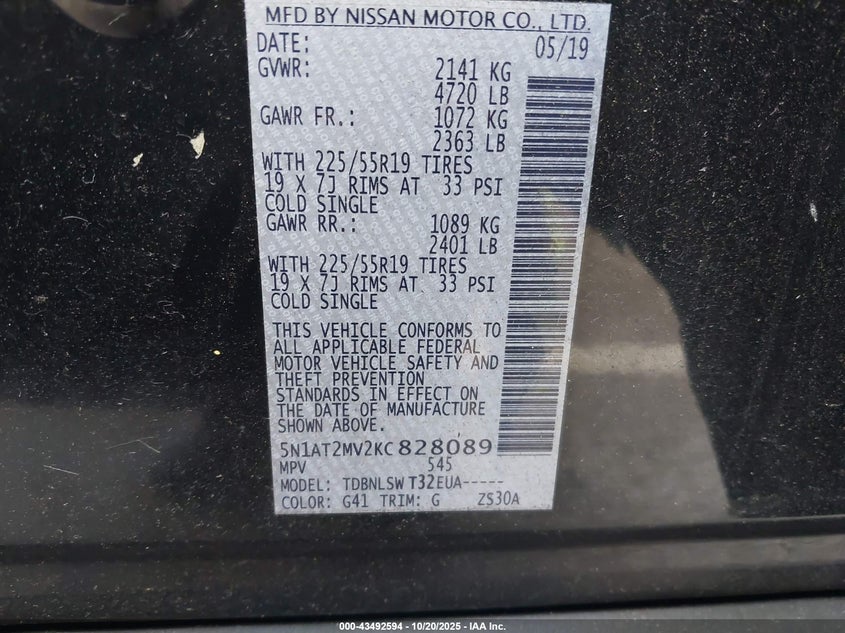 MFD BY NISSAN MOTOR CO., LTD.
DATE: 05/19
GVWR: 2141 KG
4720 LB
GAWR FR.: 1072 KG
2363 LB
WITH 225/55R19 TIRES
19 X 7J RIMS AT 33 PSI
COLD SINGLE
GAWR RR.: 1089 KG
2401 LB
WITH 225/55R19 TIRES
19 X 7J RIMS AT 33 PSI
COLD SINGLE
THIS VEHICLE CONFORMS TO
ALL APPLICABLE FEDERAL
MOTOR VEHICLE SAFETY AND
THEFT PREVENTION
STANDARDS IN EFFECT ON
THE DATE OF MANUFACTURE
SHOWN ABOVE.
5N1AT2MV2KC828089
MPV 545
MODEL: TDBNLSW T32EUA-----
COLOR: G41 TRIM: G ZS30A
000-43492594 - 10/20/2025 - IAA Inc.